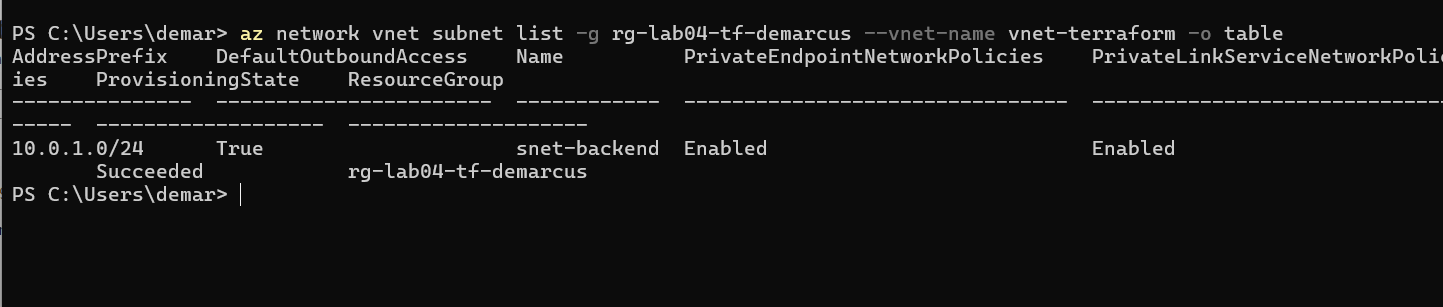 PS C:\Users\demar> az network vnet subnet list -g rg-lab04-tf-demarcus --vnet-name vnet-terraform -o table
AddressPrefix    DefaultOutboundAccess    Name          PrivateEndpointNetworkPolicies    PrivateLinkServiceNetworkPolic
ies    ProvisioningState    ResourceGroup
---------------  -----------------------  ------------  --------------------------------  ------------------------------
-----  -------------------  --------------------
10.0.1.0/24      True                     snet-backend  Enabled                           Enabled
       Succeeded            rg-lab04-tf-demarcus
PS C:\Users\demar>